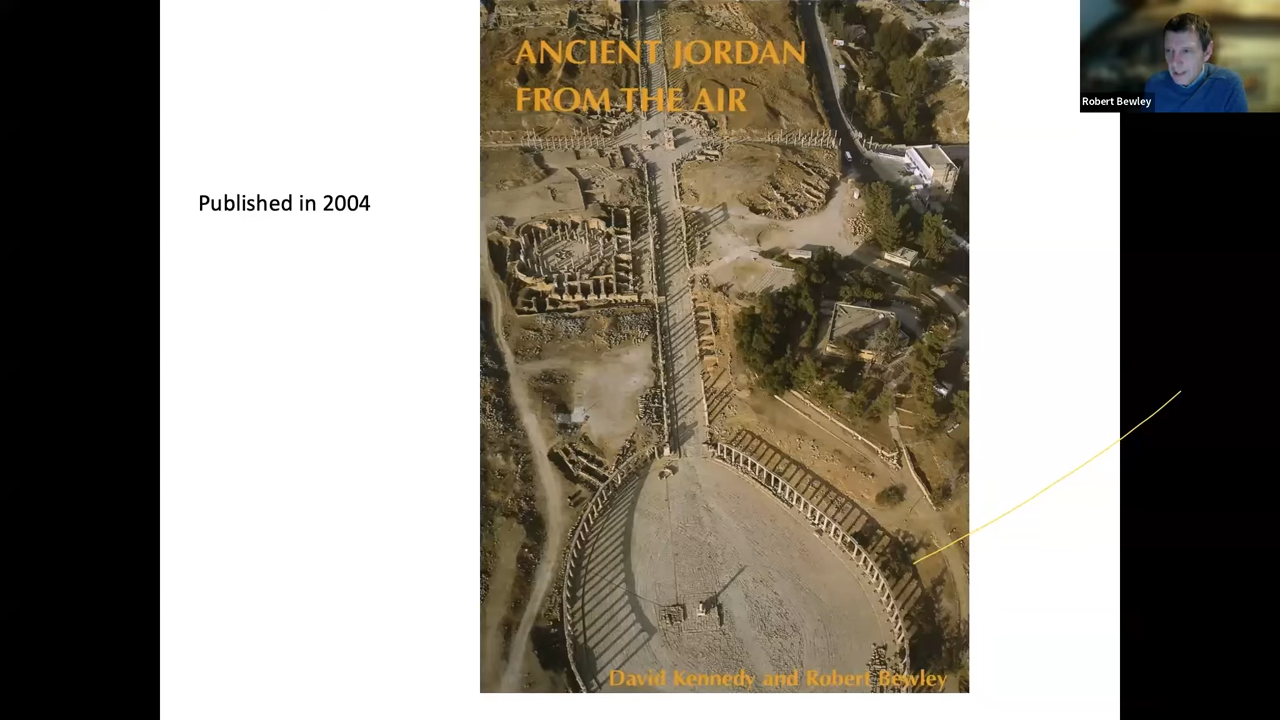 ANCIENT JORDAN
FROM THE AIR
Robert Bewley
Published in 2004
David Kennedy and Robert Bewley